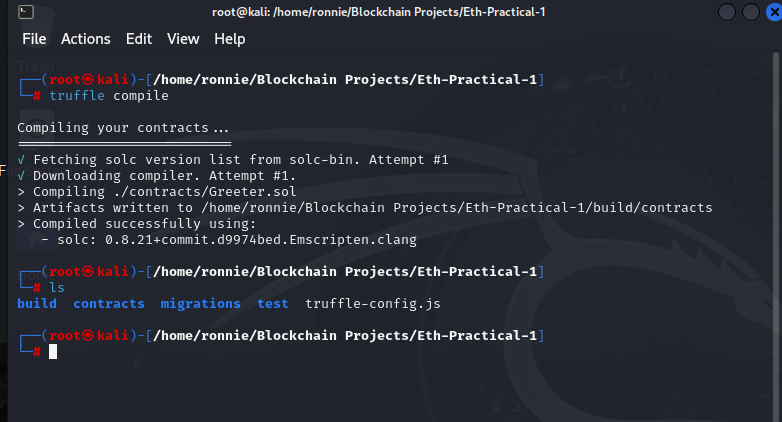 root@kali: /home/ronnie/Blockchain Projects/Eth-Practical-1
File Actions Edit View Help
Trash
┌──(root㉿kali)-[/home/ronnie/Blockchain Projects/Eth-Practical-1]
└─# truffle compile
Compiling your contracts...
===========================
√ Fetching solc version list from solc-bin. Attempt #1
√ Downloading compiler. Attempt #1.
> Compiling ./contracts/Greeter.sol
> Artifacts written to /home/ronnie/Blockchain Projects/Eth-Practical-1/build/contracts
> Compiled successfully using:
- solc: 0.8.21+commit.d9974bed.Emscripten.clang
┌──(root㉿kali)-[/home/ronnie/Blockchain Projects/Eth-Practical-1]
└─# ls
build contracts migrations test truffle-config.js
┌──(root㉿kali)-[/home/ronnie/Blockchain Projects/Eth-Practical-1]
└─#